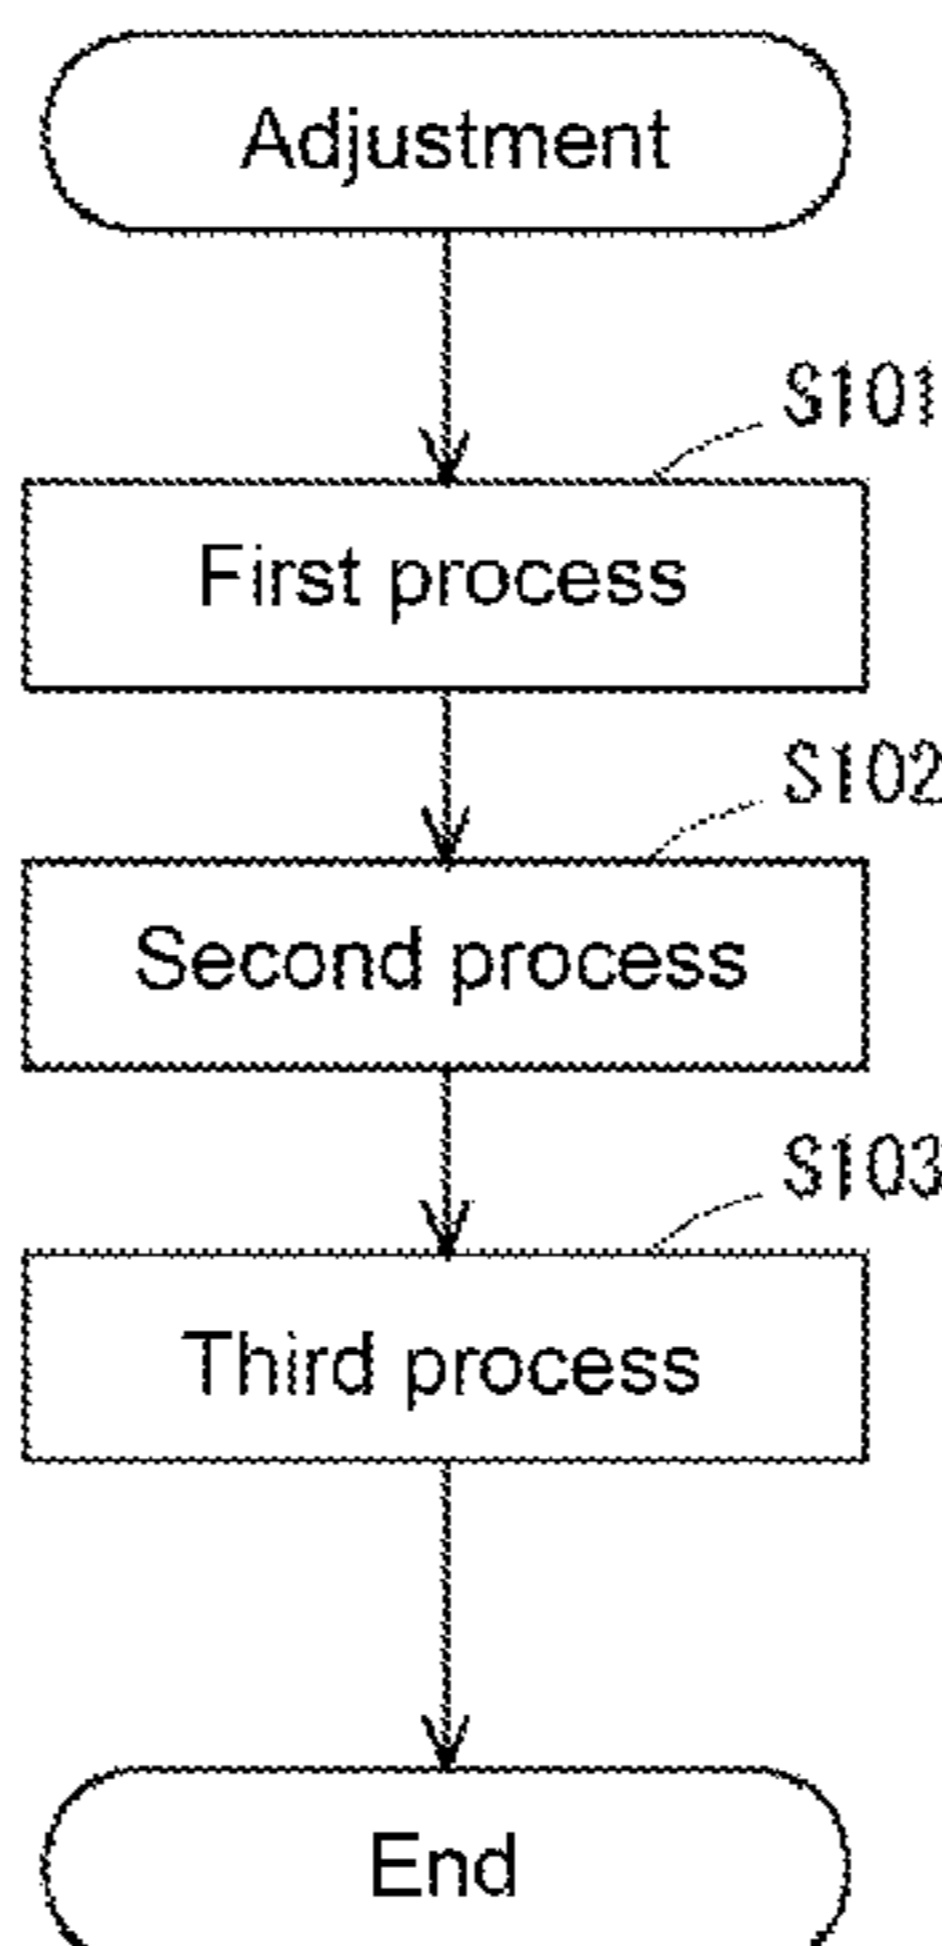 Adjustment
S101
First process
S102
Second process
S103
Third process
End